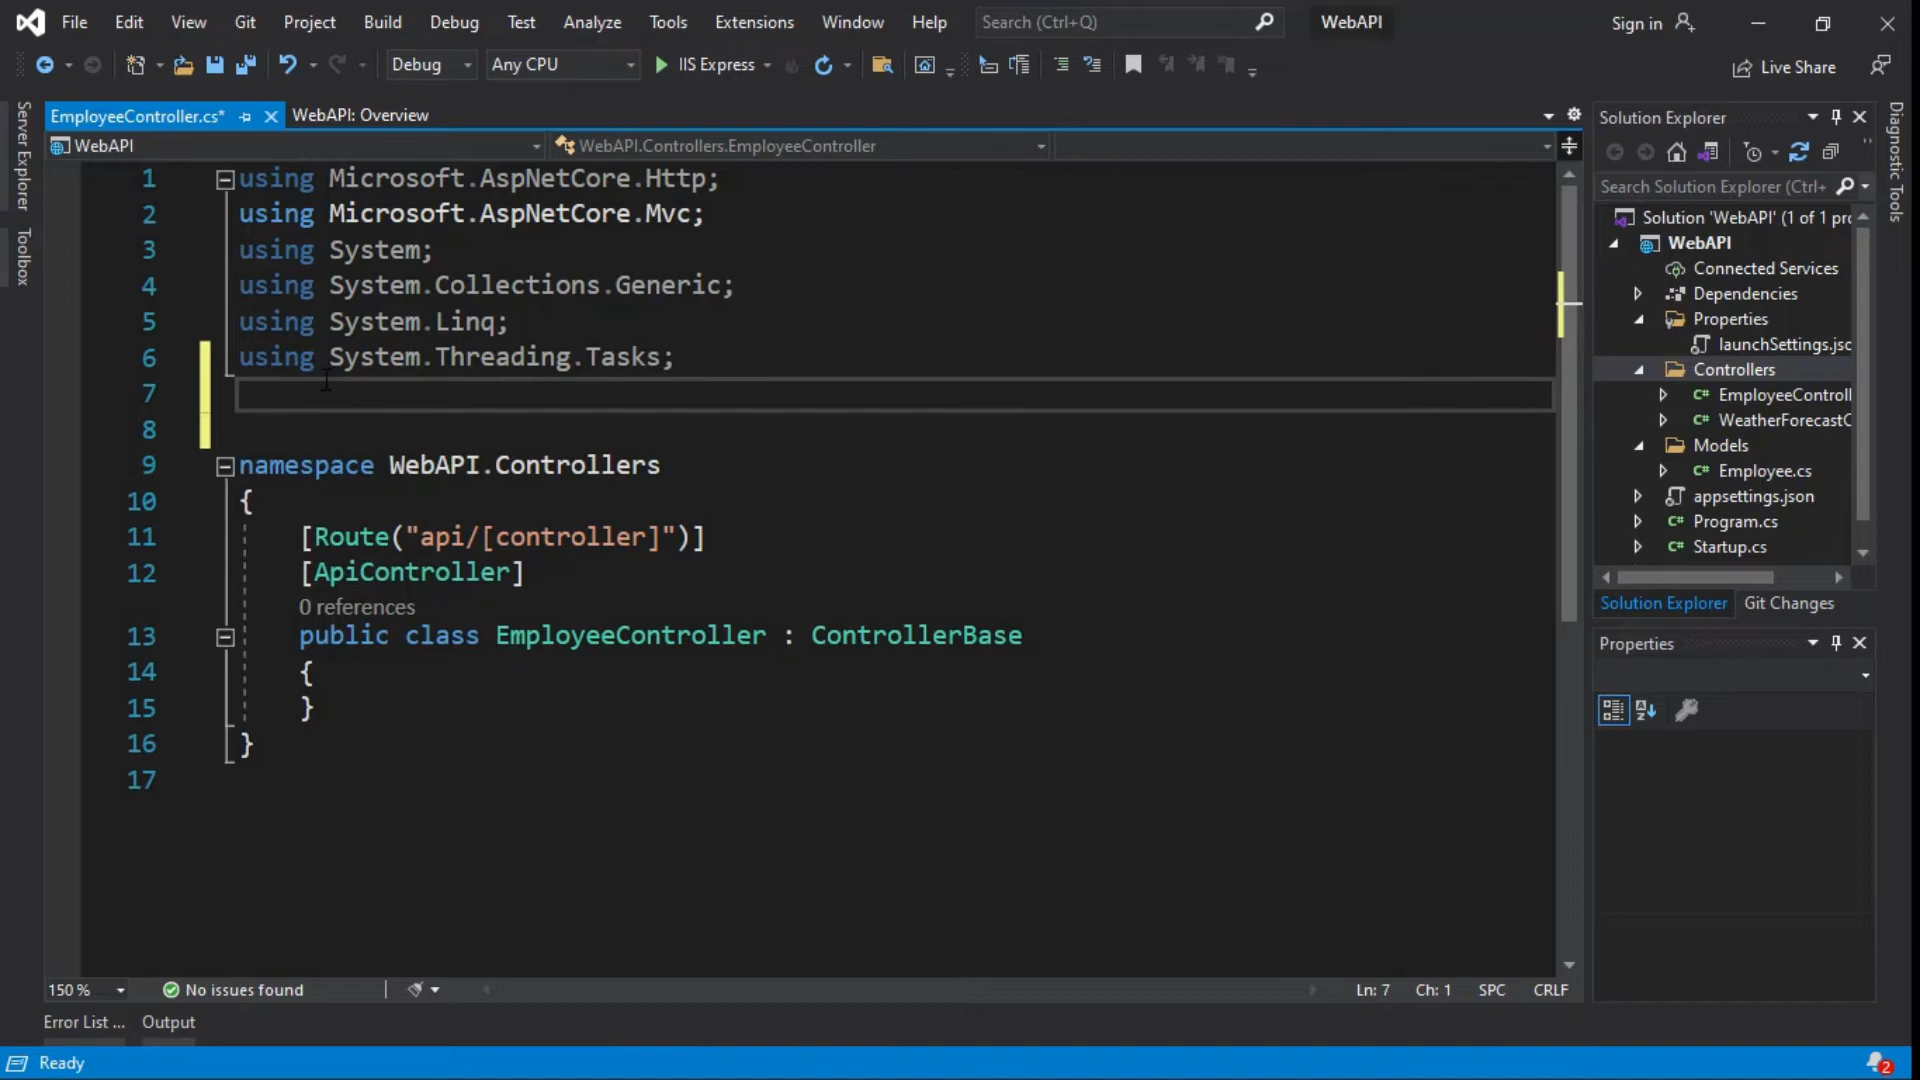 File Edit View Git Project Build Debug Test Analyze Tools Extensions Window Help Search (Ctrl+Q) WebAPI Sign in
Debug Any CPU IIS Express Live Share
Server Explorer
Toolbox
EmployeeController.cs* WebAPI: Overview
WebAPI WebAPI.Controllers.EmployeeController
1 using Microsoft.AspNetCore.Http;
2 using Microsoft.AspNetCore.Mvc;
3 using System;
4 using System.Collections.Generic;
5 using System.Linq;
6 using System.Threading.Tasks;
7
8
9 namespace WebAPI.Controllers
10 {
11 [Route("api/[controller]")]
12 [ApiController]
0 references
13 public class EmployeeController : ControllerBase
14 {
15 }
16 }
17
150 % No issues found Ln: 7 Ch: 1 SPC CRLF
Error List ... Output
Ready
Solution Explorer
Search Solution Explorer (Ctrl+
Solution 'WebAPI' (1 of 1 pro
WebAPI
Connected Services
Dependencies
Properties
launchSettings.jsc
Controllers
C# EmployeeControll
C# WeatherForecastC
Models
C# Employee.cs
appsettings.json
C# Program.cs
C# Startup.cs
Solution Explorer Git Changes
Properties
Diagnostic Tools
2